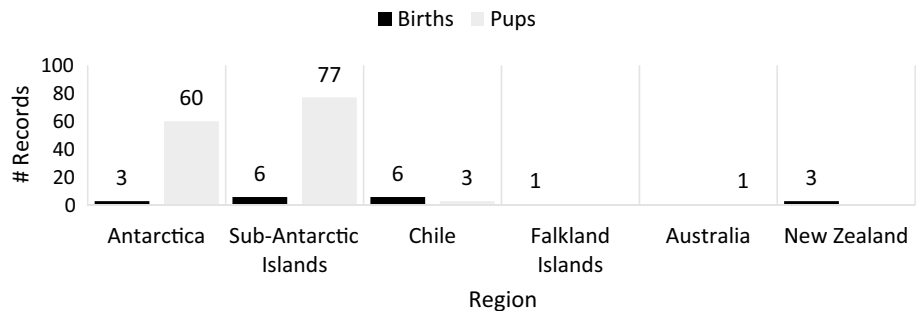 Births Pups
# Records
100
80
60
40
20
0
3 60 6 77 6 3 1 1 3
Antarctica Sub-Antarctic Islands Chile Falkland Islands Australia New Zealand
Region